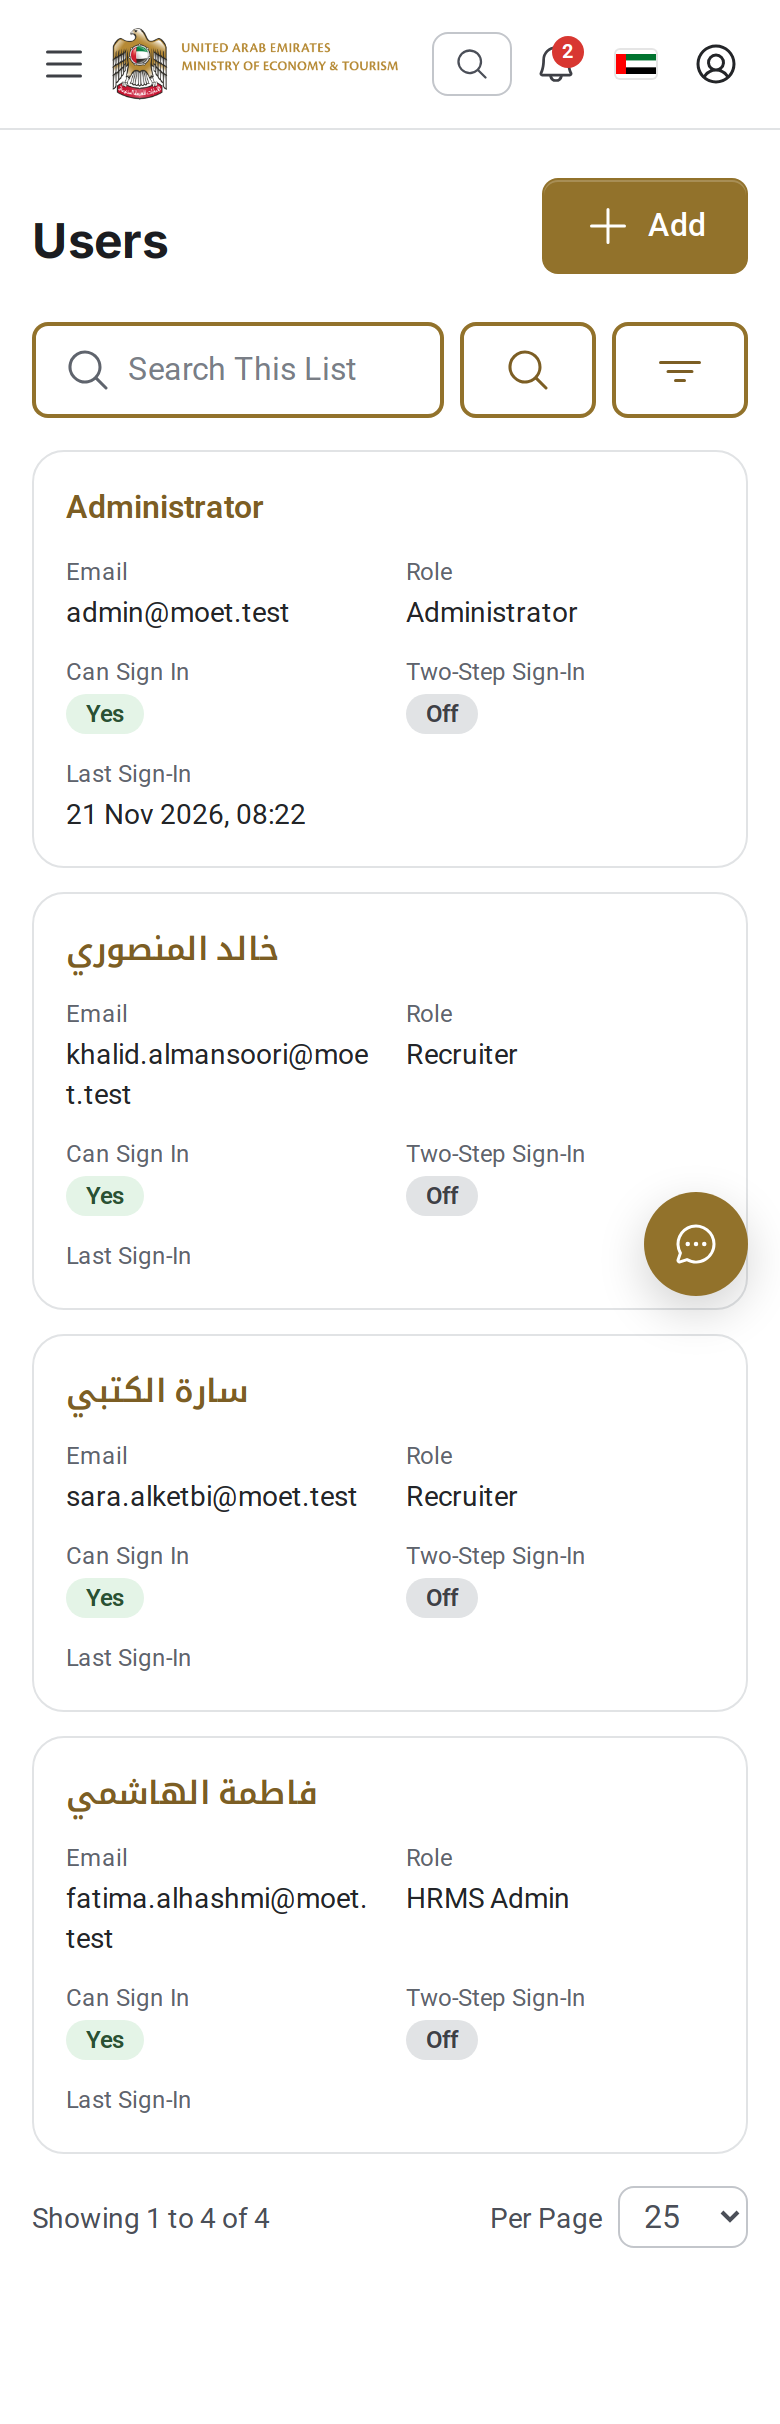 UNITED ARAB EMIRATES
MINISTRY OF ECONOMY & TOURISM
2
Users
Add
Search This List
Administrator
Email
Role
admin@moet.test
Administrator
Can Sign In
Two-Step Sign-In
Yes
Off
Last Sign-In
21 Nov 2026, 08:22
خالد المنصوري
Email
Role
khalid.almansoori@moe
t.test
Recruiter
Can Sign In
Two-Step Sign-In
Yes
Off
Last Sign-In
سارة الكتبي
Email
Role
sara.alketbi@moet.test
Recruiter
Can Sign In
Two-Step Sign-In
Yes
Off
Last Sign-In
فاطمة الهاشمي
Email
Role
fatima.alhashmi@moet.
test
HRMS Admin
Can Sign In
Two-Step Sign-In
Yes
Off
Last Sign-In
Showing 1 to 4 of 4
Per Page
25